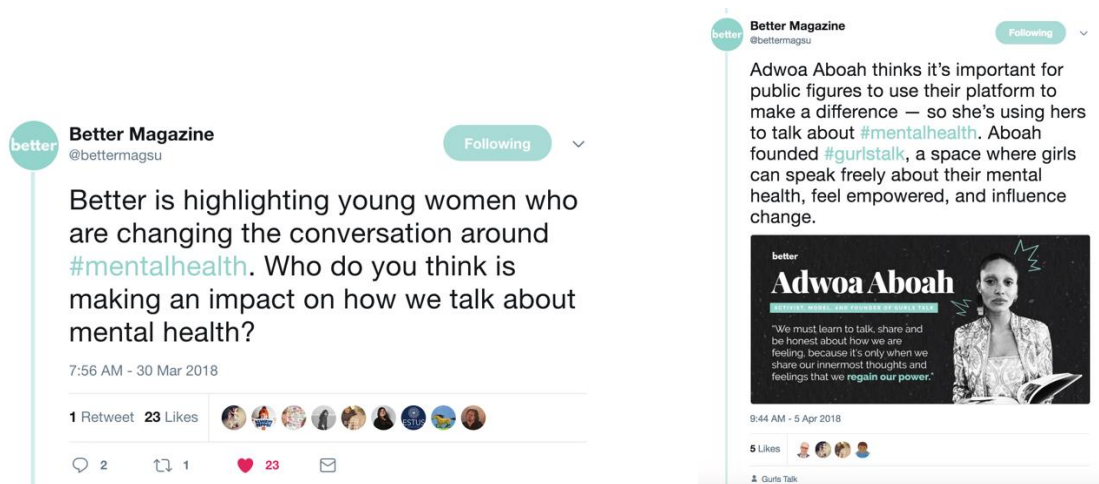 better
Better Magazine
@bettermagsu
Following
Better is highlighting young women who
are changing the conversation around
#mentalhealth. Who do you think is
making an impact on how we talk about
mental health?
7:56 AM - 30 Mar 2018
1 Retweet 23 Likes
2
1
23
better
Better Magazine
@bettermagsu
Following
Adwoa Aboah thinks it’s important for
public figures to use their platform to
make a difference — so she’s using hers
to talk about #mentalhealth. Aboah
founded #gurlstalk, a space where girls
can speak freely about their mental
health, feel empowered, and influence
change.
better
Adwoa Aboah
ACTIVIST, MODEL, AND FOUNDER OF GURLS TALK
"We must learn to talk, share and
be honest about how we are
feeling, because it's only when we
share our innermost thoughts and
feelings that we regain our power."
9:44 AM - 5 Apr 2018
5 Likes
Gurls Talk